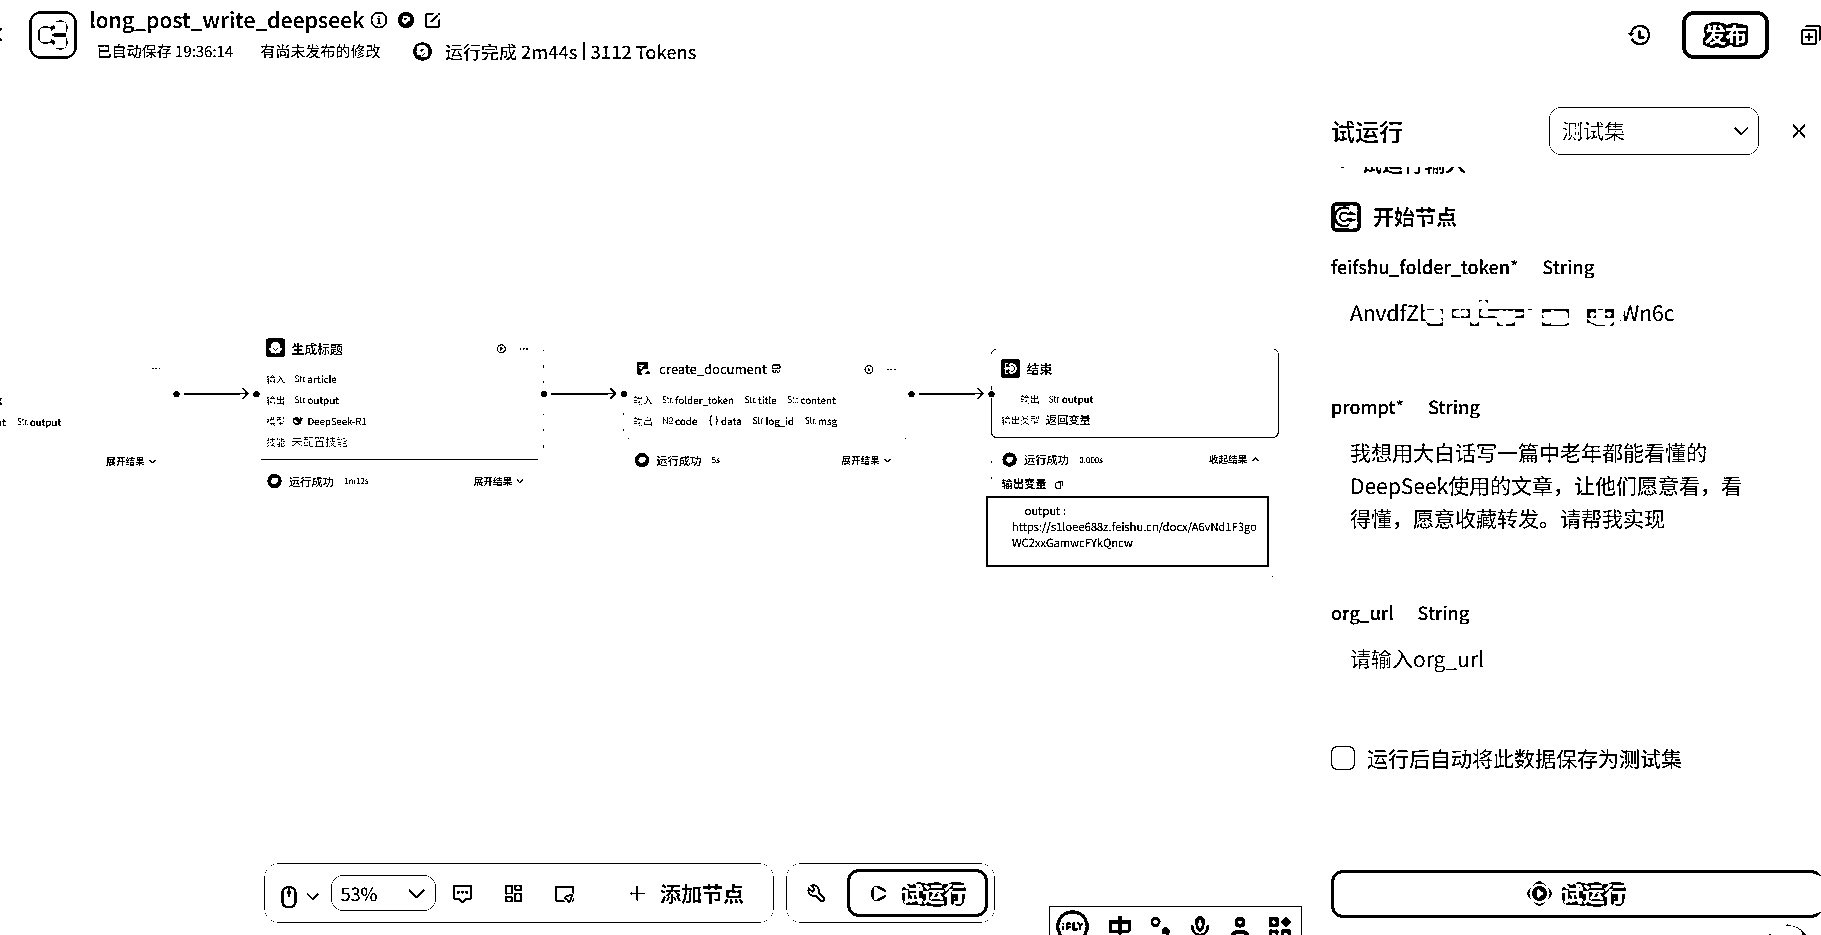 long_post_write_deepseek
已自动保存 19:36:14 有尚未发布的修改 运行完成 2m44s | 3112 Tokens
发布
试运行 测试集
试运行输入
开始节点
feifshu_folder_token* String
AnvdfZ Wn6c
prompt* String
我想用大白话写一篇中老年都能看懂的
DeepSeek使用的文章，让他们愿意看，看
得懂，愿意收藏转发。请帮我实现
org_url String
请输入org_url
运行后自动将此数据保存为测试集
试运行
Str. output
展开结果
生成标题
输入 Str. article
输出 Str. output
模型 DeepSeek-R1
技能 未配置技能
运行成功 1m12s 展开结果
create_document
输入 Str. folder_token Str. title Str. content
输出 code { } data Str. log_id Str. msg
运行成功 5s 展开结果
结束
输出 Str. output
输出类型 返回变量
运行成功 0.000s 收起结果
输出变量
output :
https://s1loee688z.feishu.cn/docx/A6vNd1F3go
WC2xxGamwcFYkQncw
53% 添加节点 试运行
iFLY 中